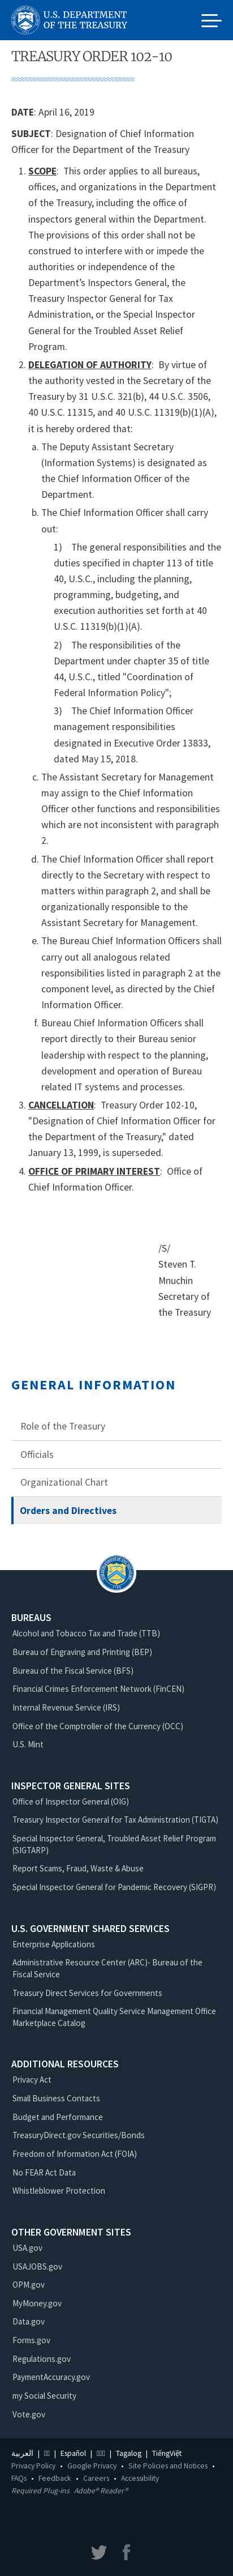 U.S. DEPARTMENT
OF THE TREASURY
TREASURY ORDER 102-10
DATE: April 16, 2019
SUBJECT: Designation of Chief Information
Officer for the Department of the Treasury
1. SCOPE: This order applies to all bureaus,
offices, and organizations in the Department
of the Treasury, including the office of
inspectors general within the Department.
The provisions of this order shall not be
construed to interfere with or impede the
authorities or independence of the
Department’s Inspectors General, the
Treasury Inspector General for Tax
Administration, or the Special Inspector
General for the Troubled Asset Relief
Program.
2. DELEGATION OF AUTHORITY: By virtue of
the authority vested in the Secretary of the
Treasury by 31 U.S.C. 321(b), 44 U.S.C. 3506,
40 U.S.C. 11315, and 40 U.S.C. 11319(b)(1)(A),
it is hereby ordered that:
a. The Deputy Assistant Secretary
(Information Systems) is designated as
the Chief Information Officer of the
Department.
b. The Chief Information Officer shall carry
out:
1) The general responsibilities and the
duties specified in chapter 113 of title
40, U.S.C., including the planning,
programming, budgeting, and
execution authorities set forth at 40
U.S.C. 11319(b)(1)(A).
2) The responsibilities of the
Department under chapter 35 of title
44, U.S.C., titled "Coordination of
Federal Information Policy";
3) The Chief Information Officer
management responsibilities
designated in Executive Order 13833,
dated May 15, 2018.
c. The Assistant Secretary for Management
may assign to the Chief Information
Officer other functions and responsibilities
which are not inconsistent with paragraph
2.
d. The Chief Information Officer shall report
directly to the Secretary with respect to
matters within paragraph 2, and shall be
organizationally responsible to the
Assistant Secretary for Management.
e. The Bureau Chief Information Officers shall
carry out all analogous related
responsibilities listed in paragraph 2 at the
component level, as directed by the Chief
Information Officer.
f. Bureau Chief Information Officers shall
report directly to their Bureau senior
leadership with respect to the planning,
development and operation of Bureau
related IT systems and processes.
3. CANCELLATION: Treasury Order 102-10,
"Designation of Chief Information Officer for
the Department of the Treasury," dated
January 13, 1999, is superseded.
4. OFFICE OF PRIMARY INTEREST: Office of
Chief Information Officer.
/S/
Steven T.
Mnuchin
Secretary of
the Treasury
GENERAL INFORMATION
Role of the Treasury
Officials
Organizational Chart
Orders and Directives
BUREAUS
Alcohol and Tobacco Tax and Trade (TTB)
Bureau of Engraving and Printing (BEP)
Bureau of the Fiscal Service (BFS)
Financial Crimes Enforcement Network (FinCEN)
Internal Revenue Service (IRS)
Office of the Comptroller of the Currency (OCC)
U.S. Mint
INSPECTOR GENERAL SITES
Office of Inspector General (OIG)
Treasury Inspector General for Tax Administration (TIGTA)
Special Inspector General, Troubled Asset Relief Program
(SIGTARP)
Report Scams, Fraud, Waste & Abuse
Special Inspector General for Pandemic Recovery (SIGPR)
U.S. GOVERNMENT SHARED SERVICES
Enterprise Applications
Administrative Resource Center (ARC)- Bureau of the
Fiscal Service
Treasury Direct Services for Governments
Financial Management Quality Service Management Office
Marketplace Catalog
ADDITIONAL RESOURCES
Privacy Act
Small Business Contacts
Budget and Performance
TreasuryDirect.gov Securities/Bonds
Freedom of Information Act (FOIA)
No FEAR Act Data
Whistleblower Protection
OTHER GOVERNMENT SITES
USA.gov
USAJOBS.gov
OPM.gov
MyMoney.gov
Data.gov
Forms.gov
Regulations.gov
PaymentAccuracy.gov
my Social Security
Vote.gov
العربية | | Español | | Tagalog | TiếngViệt
Privacy Policy • Google Privacy • Site Policies and Notices •
FAQs • Feedback • Careers • Accessibility
Required Plug-ins Adobe® Reader®